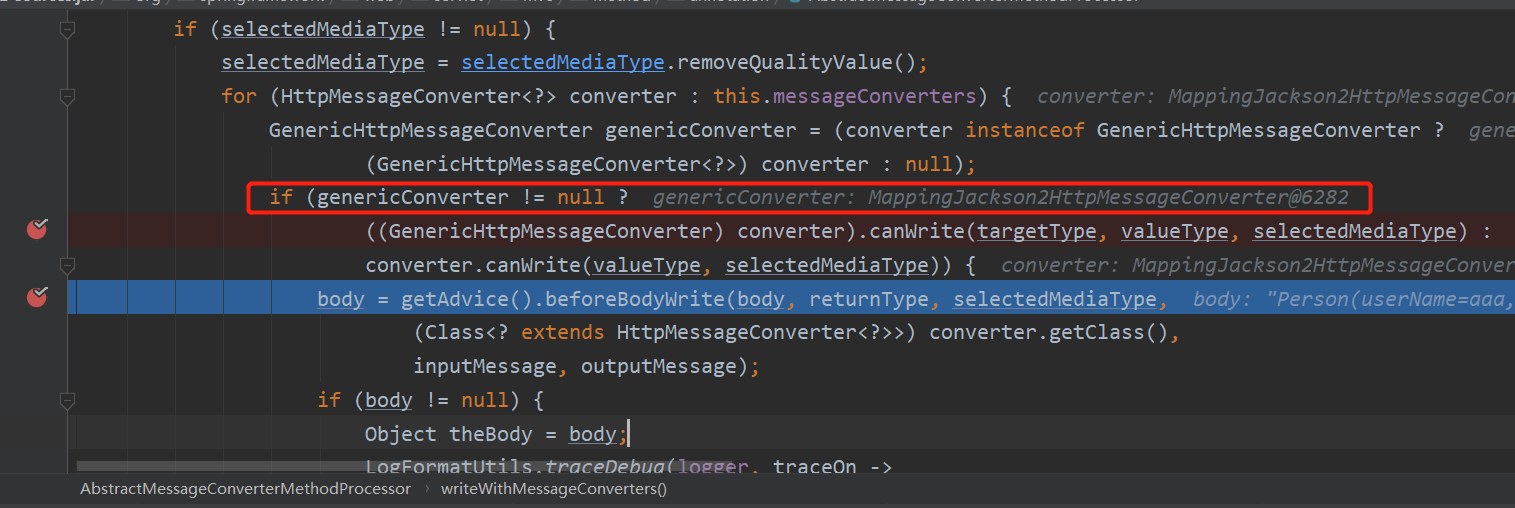 if (selectedMediaType != null) {
selectedMediaType = selectedMediaType.removeQualityValue();
for (HttpMessageConverter<?> converter : this.messageConverters) { converter: MappingJackson2HttpMessageCon
GenericHttpMessageConverter genericConverter = (converter instanceof GenericHttpMessageConverter ? gene
(GenericHttpMessageConverter<?>) converter : null);
if (genericConverter != null ? genericConverter: MappingJackson2HttpMessageConverter@6282
((GenericHttpMessageConverter) converter).canWrite(targetType, valueType, selectedMediaType) :
converter.canWrite(valueType, selectedMediaType)) { converter: MappingJackson2HttpMessageConver
body = getAdvice().beforeBodyWrite(body, returnType, selectedMediaType, body: "Person(userName=aaa,
(Class<? extends HttpMessageConverter<?>>) converter.getClass(),
inputMessage, outputMessage);
if (body != null) {
Object theBody = body;
LogFormatUtils.traceDebug(logger, traceOn ->
AbstractMessageConverterMethodProcessor › writeWithMessageConverters()